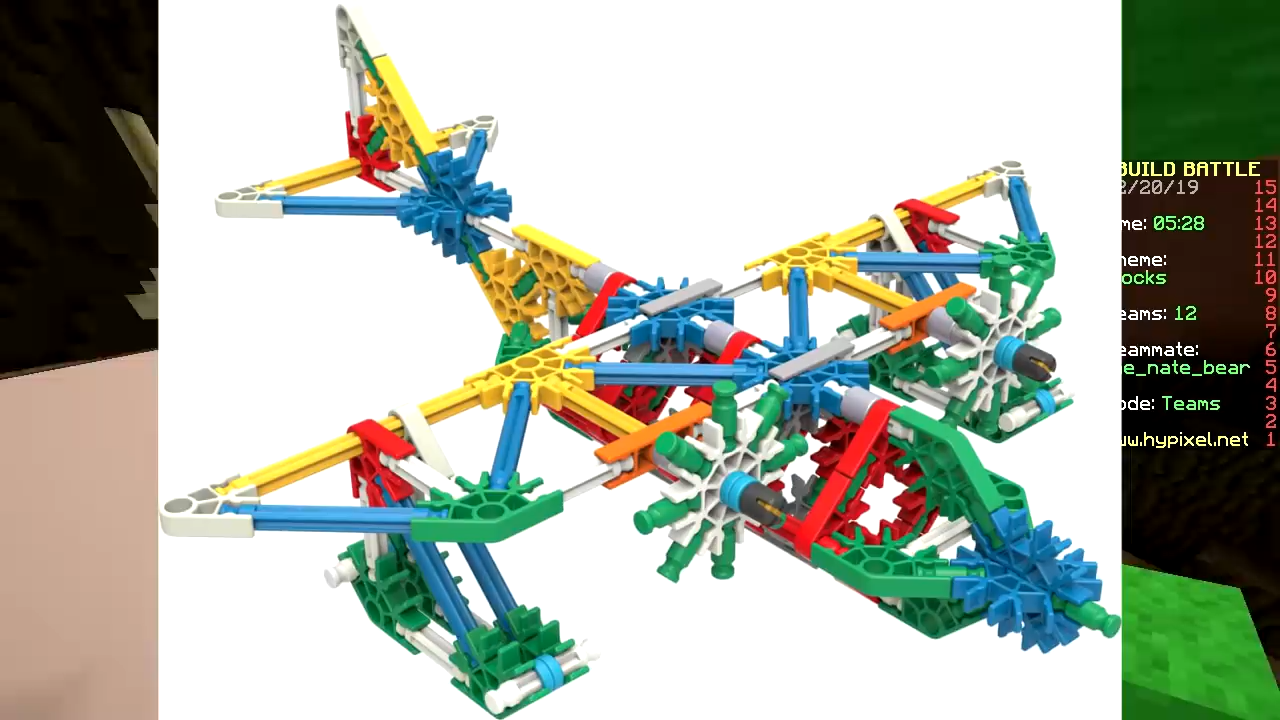 BUILD BATTLE
2/20/19 15
14
me: 05:28 13
12
heme: 11
ocks 10
9
eams: 12 8
7
eammate: 6
e_nate_bear 5
4
ode: Teams 3
2
ww.hypixel.net 1